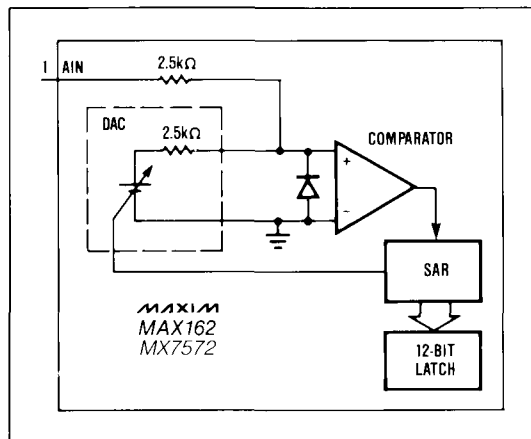 1 AIN
2.5kΩ
DAC
2.5kΩ
COMPARATOR
+
−
SAR
MAXIM
MAX162
MX7572
12-BIT
LATCH